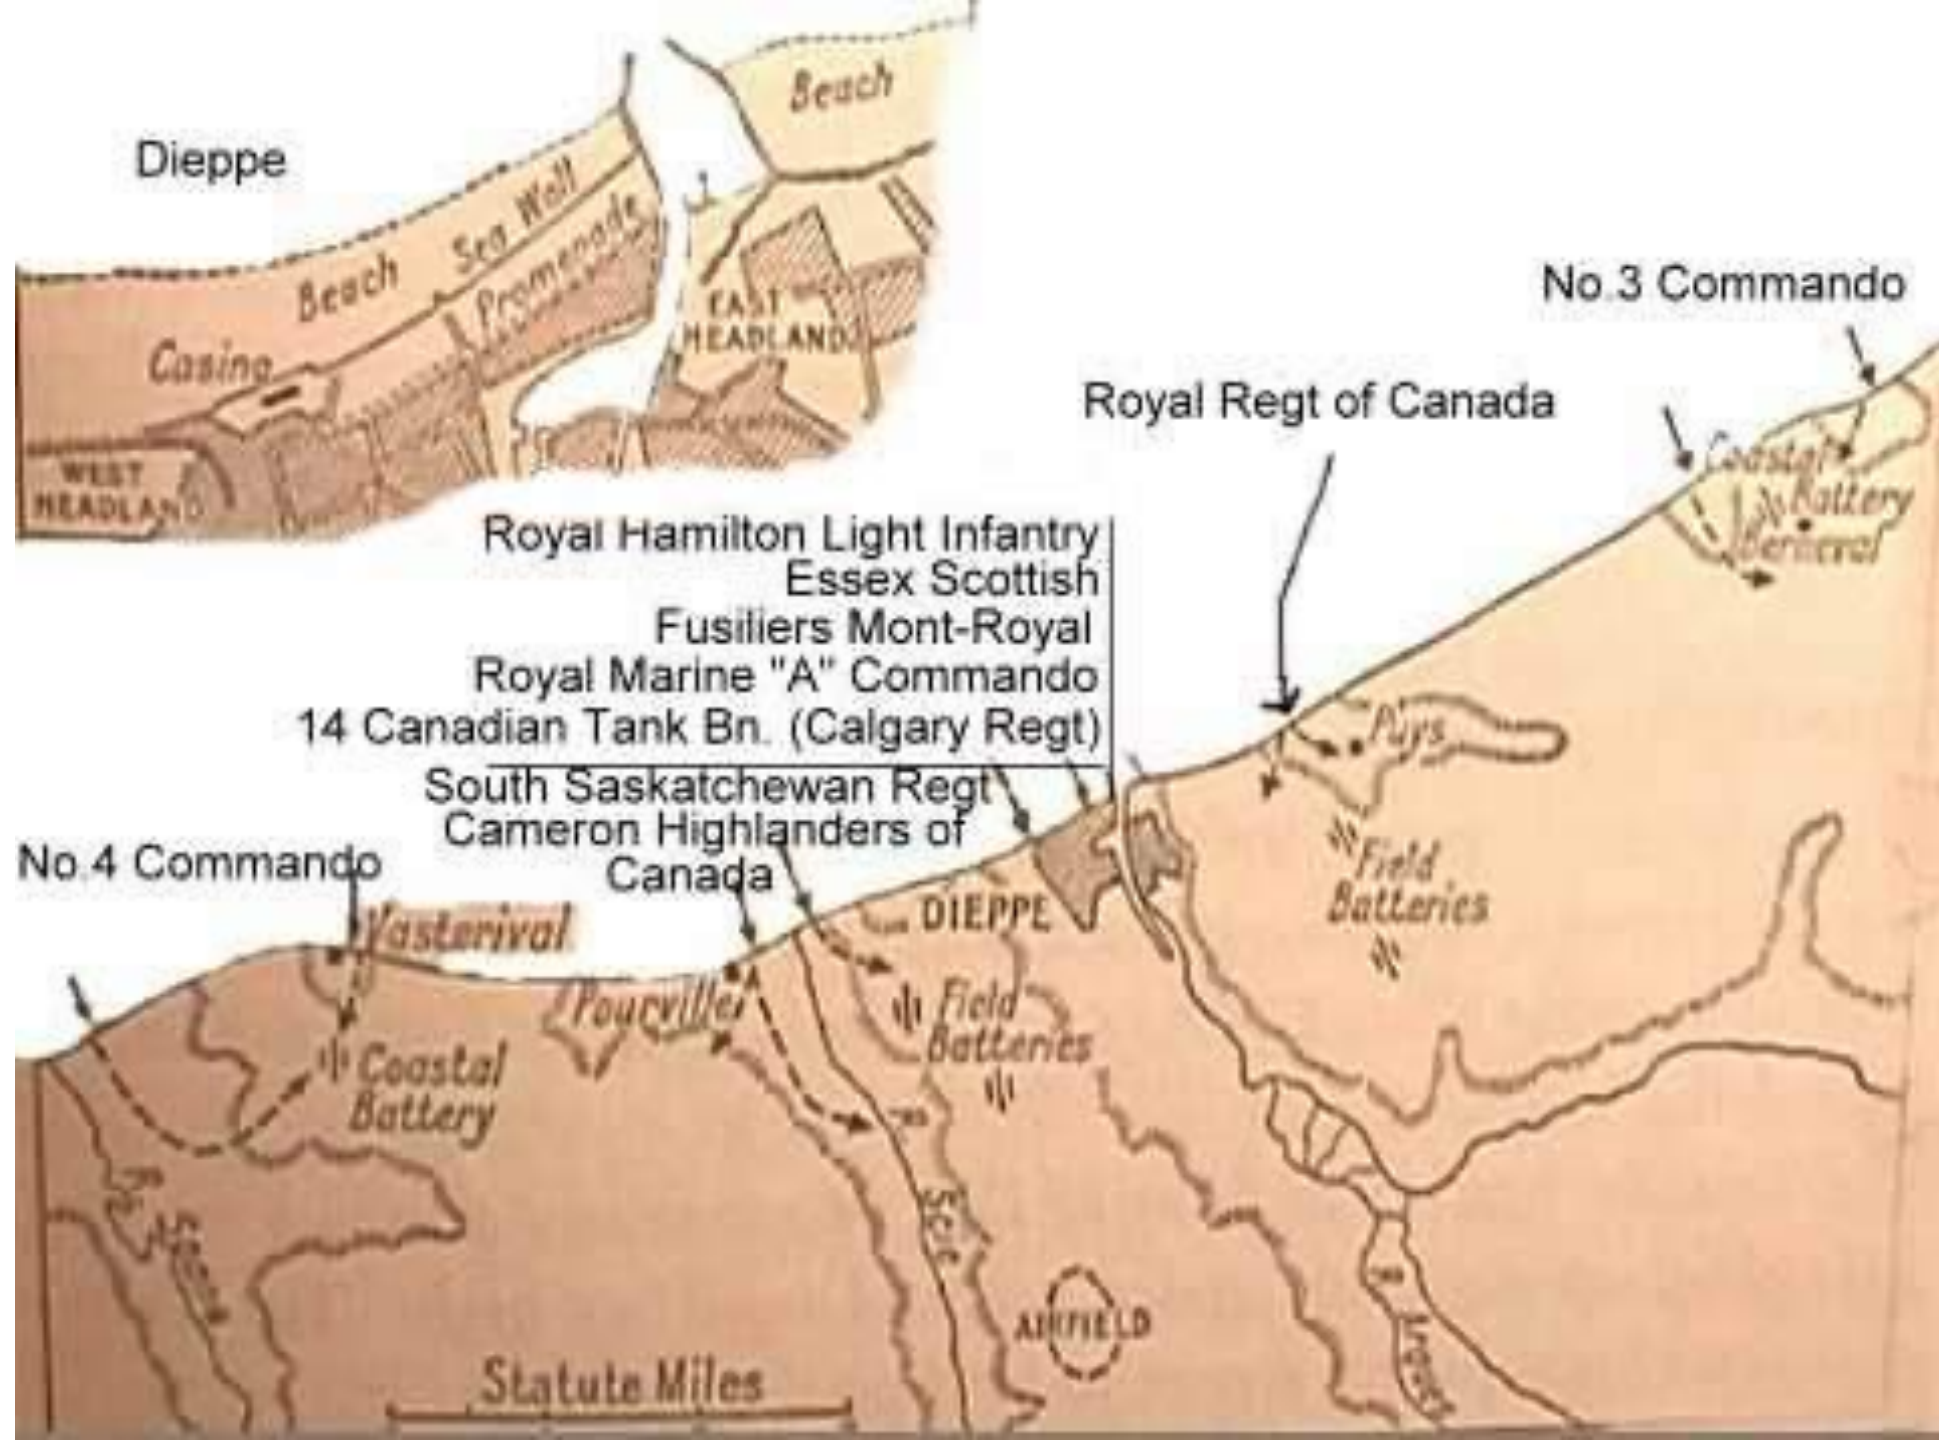 Dieppe
Beach
Beach
Sea Wall
Promenade
Casino
EAST
HEADLAND
WEST
HEADLAND
No.3 Commando
Royal Regt of Canada
Coastal
Battery
Berneval
Royal Hamilton Light Infantry
Essex Scottish
Fusiliers Mont-Royal
Royal Marine "A" Commando
14 Canadian Tank Bn. (Calgary Regt)
South Saskatchewan Regt
Cameron Highlanders of
Canada
No.4 Commando
Puys
Field
Batteries
Vasterival
DIEPPE
Pourville
Field
Batteries
Coastal
Battery
R. Saane
R.
Scie
AIRFIELD
R. Arques
Statute Miles